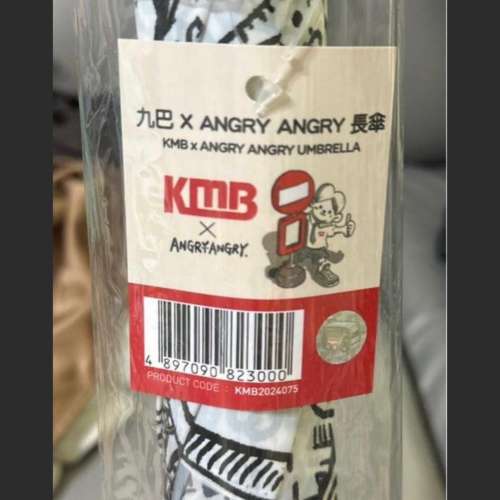 九巴 X ANGRY ANGRY 長傘
KMB x ANGRY ANGRY UMBRELLA
KMB
×
ANGRYANGRY.
4 897090 823000
PRODUCT CODE : KMB2024075